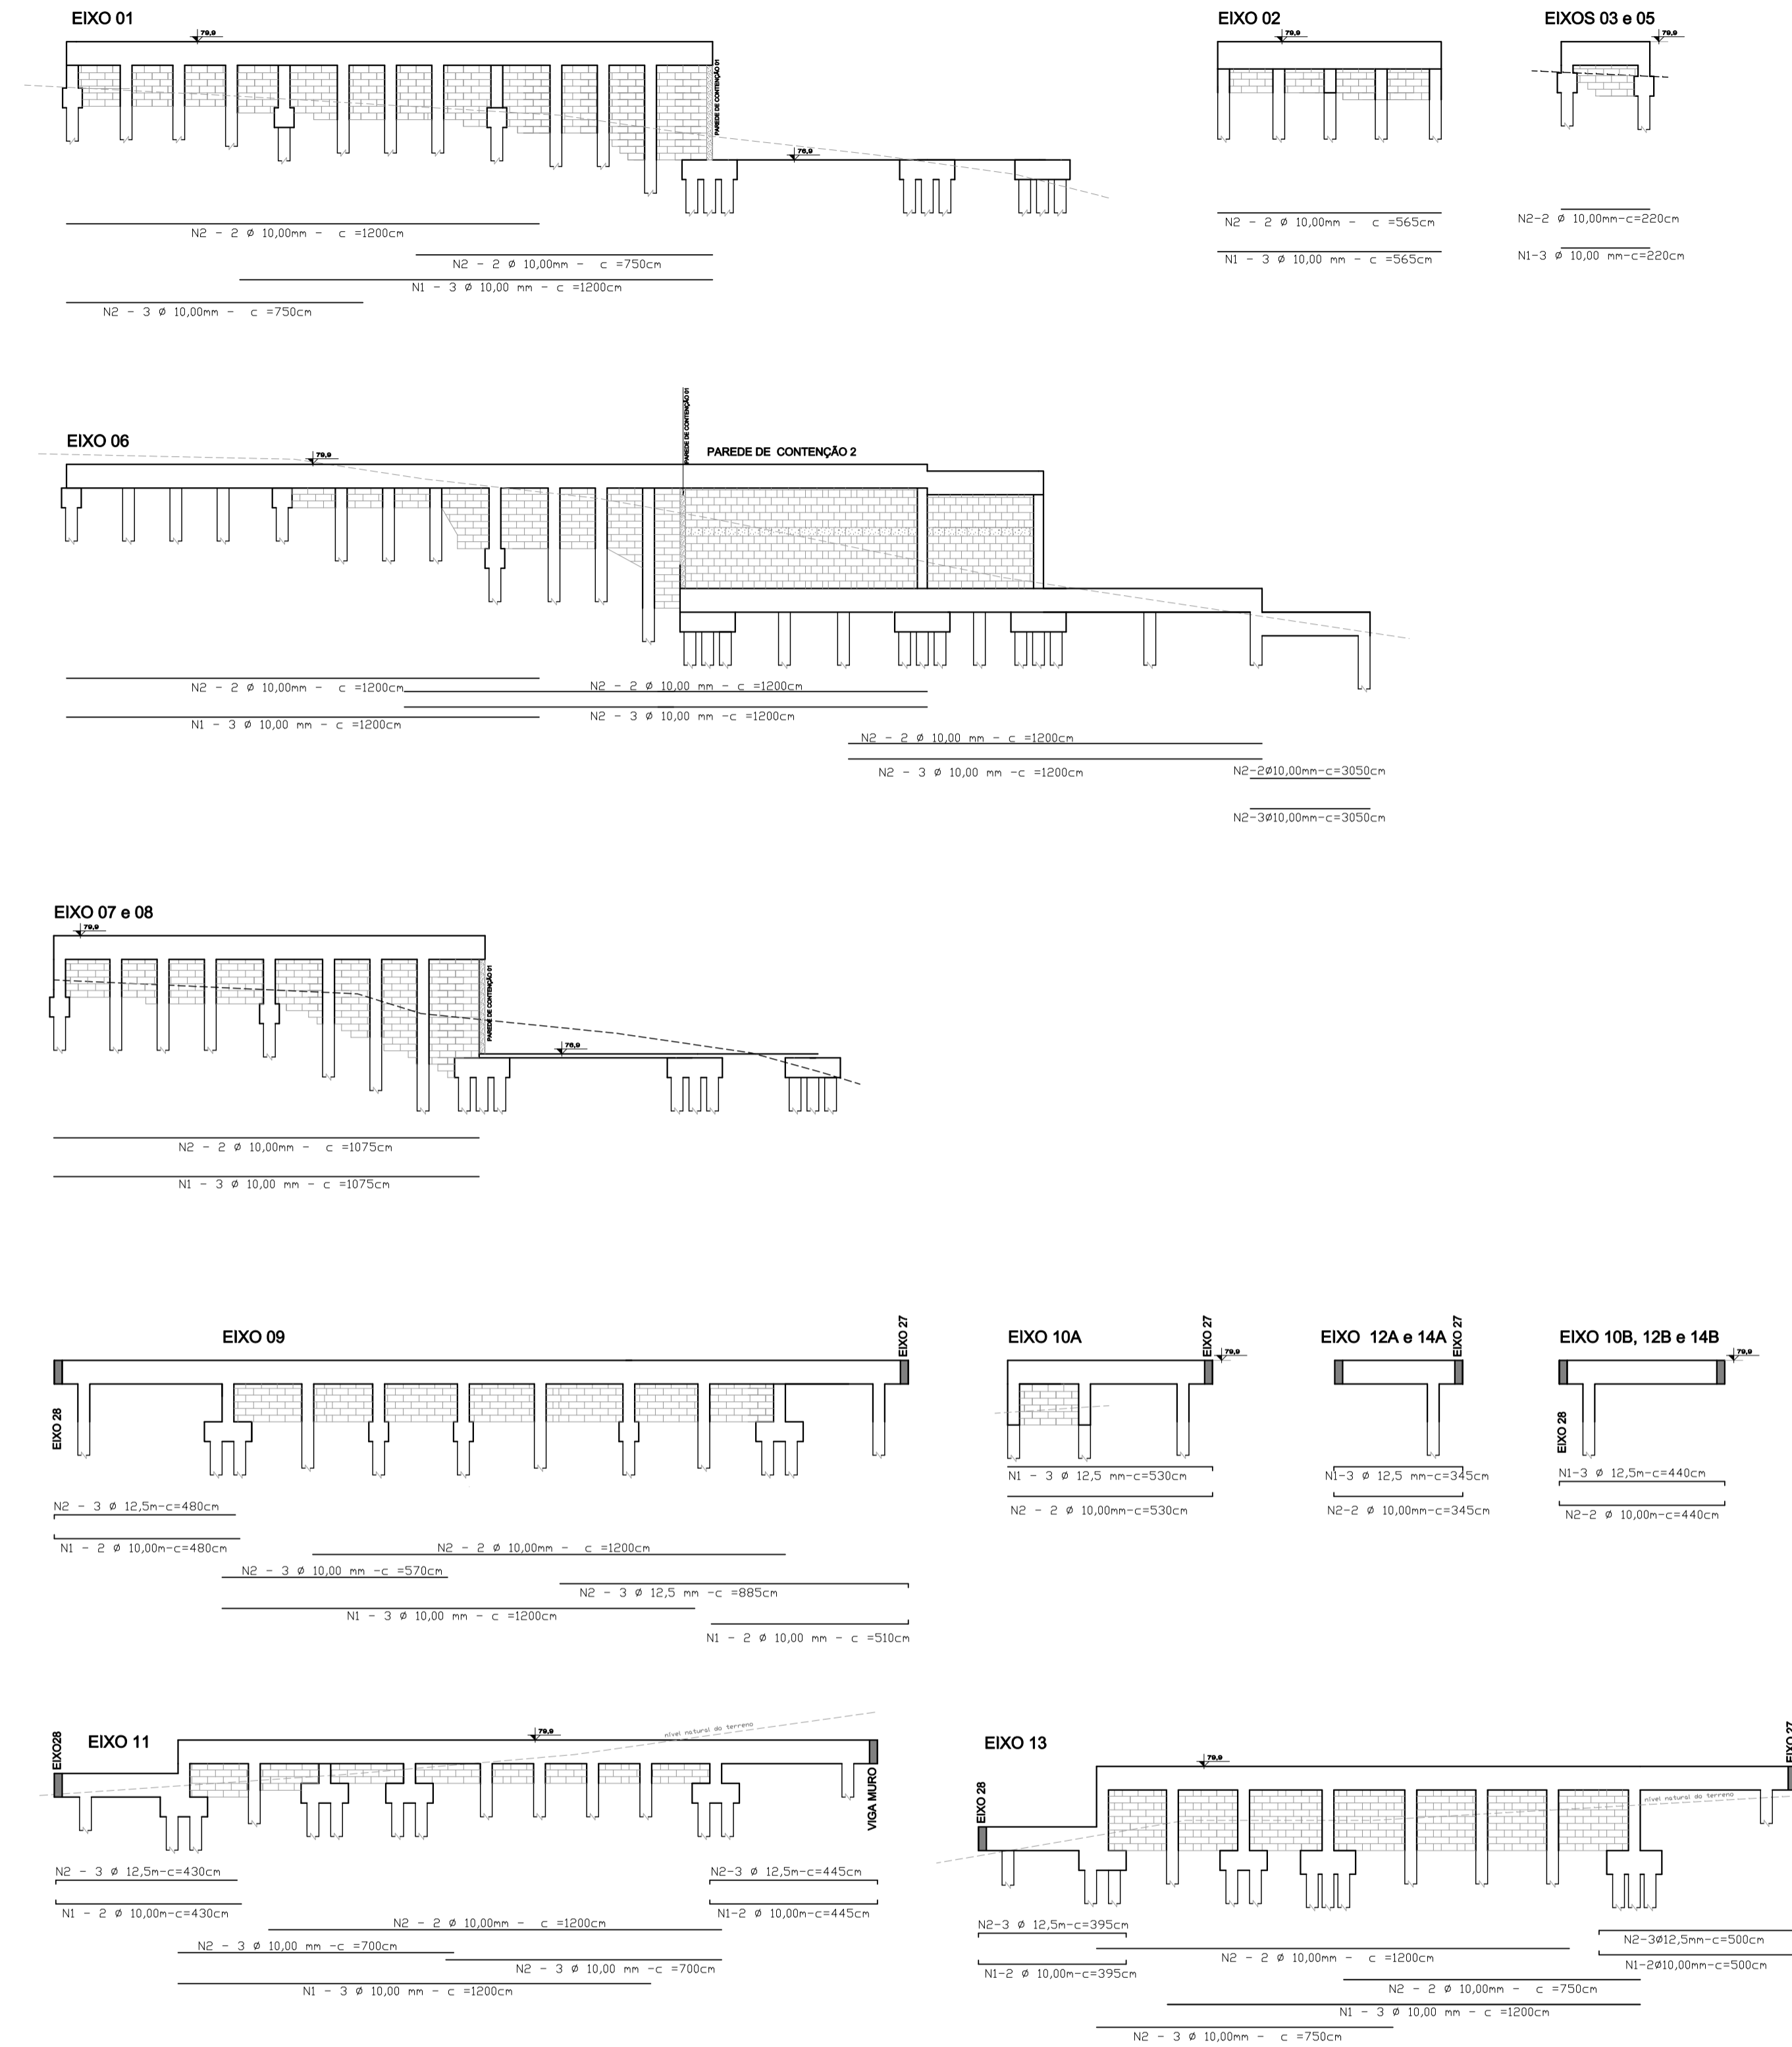 EIXO 01
79,9
PAREDE DE CONTENÇÃO 01
76,9
N2 - 2 Ø 10,00mm - c =1200cm
N2 - 2 Ø 10,00mm - c =750cm
N1 - 3 Ø 10,00 mm - c =1200cm
N2 - 3 Ø 10,00mm - c =750cm
EIXO 02
79,9
N2 - 2 Ø 10,00mm - c =565cm
N1 - 3 Ø 10,00 mm - c =565cm
EIXOS 03 e 05
79,9
N2-2 Ø 10,00mm-c=220cm
N1-3 Ø 10,00 mm-c=220cm
EIXO 06
79,9
PAREDE DE CONTENÇÃO 01
PAREDE DE CONTENÇÃO 2
N2 - 2 Ø 10,00mm - c =1200cm
N2 - 2 Ø 10,00 mm - c =1200cm
N1 - 3 Ø 10,00 mm - c =1200cm
N2 - 3 Ø 10,00 mm -c =1200cm
N2 - 2 Ø 10,00 mm - c =1200cm
N2 - 3 Ø 10,00 mm -c =1200cm
N2-2Ø10,00mm-c=3050cm
N2-3Ø10,00mm-c=3050cm
EIXO 07 e 08
79,9
PAREDE DE CONTENÇÃO 01
76,9
N2 - 2 Ø 10,00mm - c =1075cm
N1 - 3 Ø 10,00 mm - c =1075cm
EIXO 09
EIXO 27
EIXO 28
N2 - 3 Ø 12,5m-c=480cm
N1 - 2 Ø 10,00m-c=480cm
N2 - 2 Ø 10,00mm - c =1200cm
N2 - 3 Ø 10,00 mm -c =570cm
N2 - 3 Ø 12,5 mm -c =885cm
N1 - 3 Ø 10,00 mm - c =1200cm
N1 - 2 Ø 10,00 mm - c =510cm
EIXO 10A
EIXO 27
79,9
N1 - 3 Ø 12,5 mm-c=530cm
N2 - 2 Ø 10,00mm-c=530cm
EIXO 12A e 14A
EIXO 27
N1-3 Ø 12,5 mm-c=345cm
N2-2 Ø 10,00mm-c=345cm
EIXO 10B, 12B e 14B
79,9
EIXO 28
N1-3 Ø 12,5m-c=440cm
N2-2 Ø 10,00m-c=440cm
EIXO28
EIXO 11
79,9
nível natural do terreno
VIGA MURO
N2 - 3 Ø 12,5m-c=430cm
N1 - 2 Ø 10,00m-c=430cm
N2-3 Ø 12,5m-c=445cm
N1-2 Ø 10,00m-c=445cm
N2 - 2 Ø 10,00mm - c =1200cm
N2 - 3 Ø 10,00 mm -c =700cm
N2 - 3 Ø 10,00 mm -c =700cm
N1 - 3 Ø 10,00 mm - c =1200cm
EIXO 13
79,9
EIXO 27
EIXO 28
nível natural do terreno
N2-3 Ø 12,5m-c=395cm
N1-2 Ø 10,00m-c=395cm
N2-3Ø12,5mm-c=500cm
N1-2Ø10,00mm-c=500cm
N2 - 2 Ø 10,00mm - c =1200cm
N2 - 2 Ø 10,00mm - c =750cm
N1 - 3 Ø 10,00 mm - c =1200cm
N2 - 3 Ø 10,00mm - c =750cm